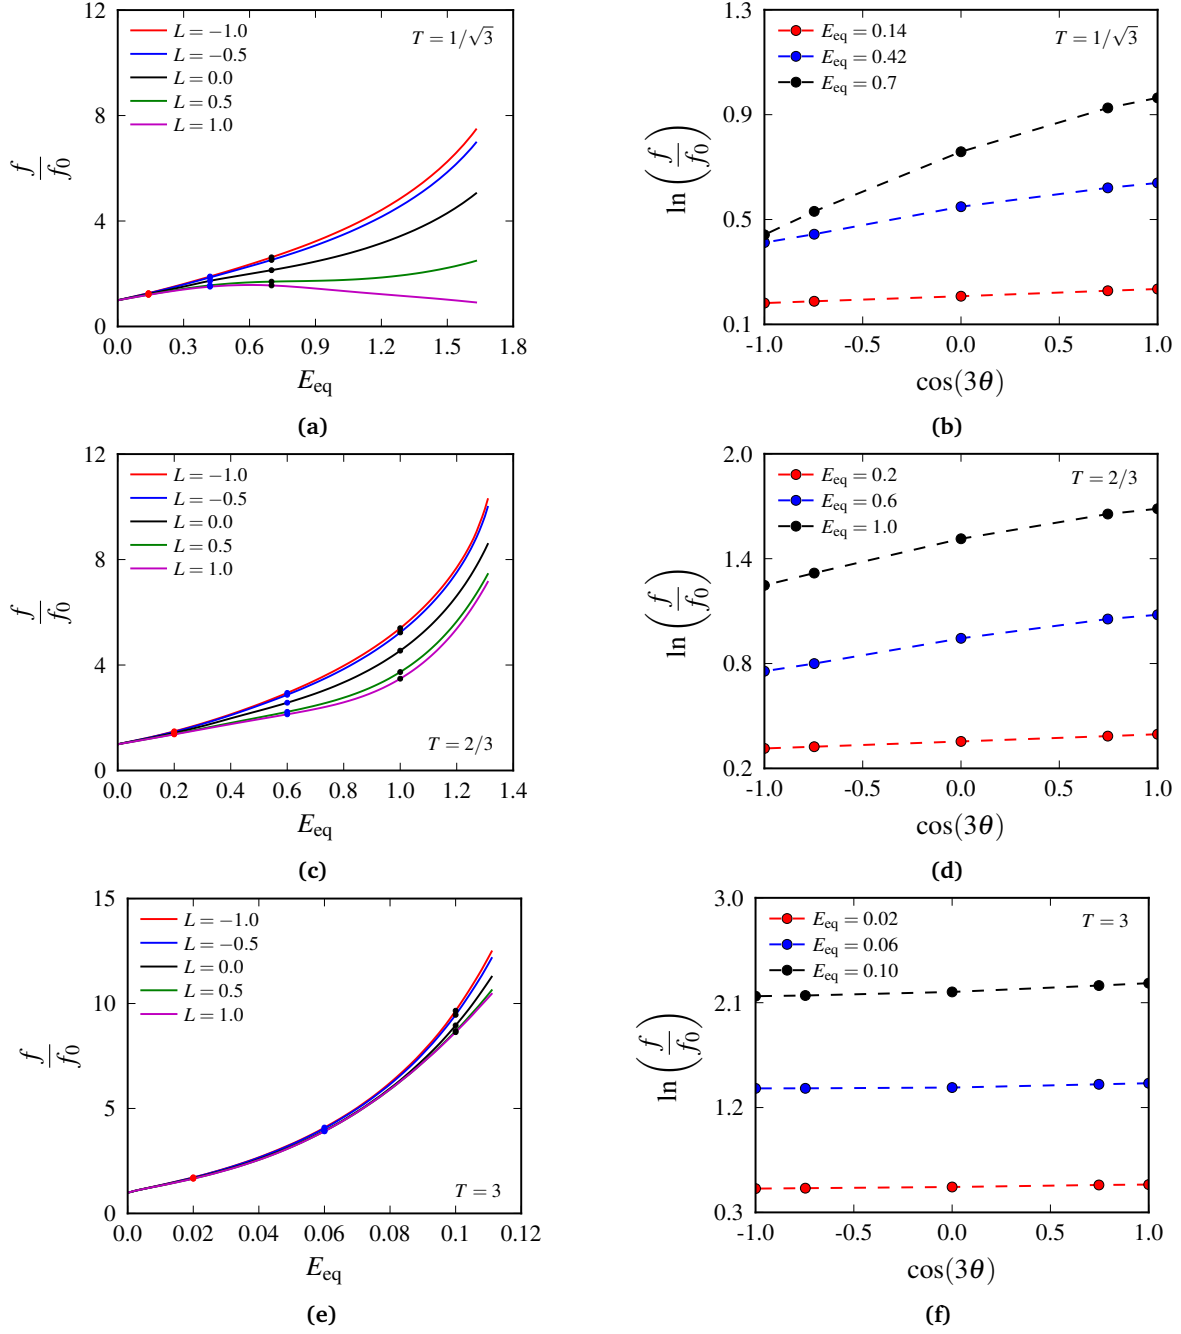 12
8
4
0
f/f0
L = −1.0
L = −0.5
L = 0.0
L = 0.5
L = 1.0
T = 1/√3
0.0 0.3 0.6 0.9 1.2 1.5 1.8
Eeq
(a)
1.3
0.9
0.5
0.1
ln (f/f0)
Eeq = 0.14
Eeq = 0.42
Eeq = 0.7
T = 1/√3
-1.0 -0.5 0.0 0.5 1.0
cos(3θ)
(b)
12
8
4
0
f/f0
L = −1.0
L = −0.5
L = 0.0
L = 0.5
L = 1.0
T = 2/3
0.0 0.2 0.4 0.6 0.8 1.0 1.2 1.4
Eeq
(c)
2.0
1.4
0.8
0.2
ln (f/f0)
Eeq = 0.2
Eeq = 0.6
Eeq = 1.0
T = 2/3
-1.0 -0.5 0.0 0.5 1.0
cos(3θ)
(d)
15
10
5
0
f/f0
L = −1.0
L = −0.5
L = 0.0
L = 0.5
L = 1.0
T = 3
0.0 0.02 0.04 0.06 0.08 0.1 0.12
Eeq
(e)
3.0
2.1
1.2
0.3
ln (f/f0)
Eeq = 0.02
Eeq = 0.06
Eeq = 0.10
T = 3
-1.0 -0.5 0.0 0.5 1.0
cos(3θ)
(f)